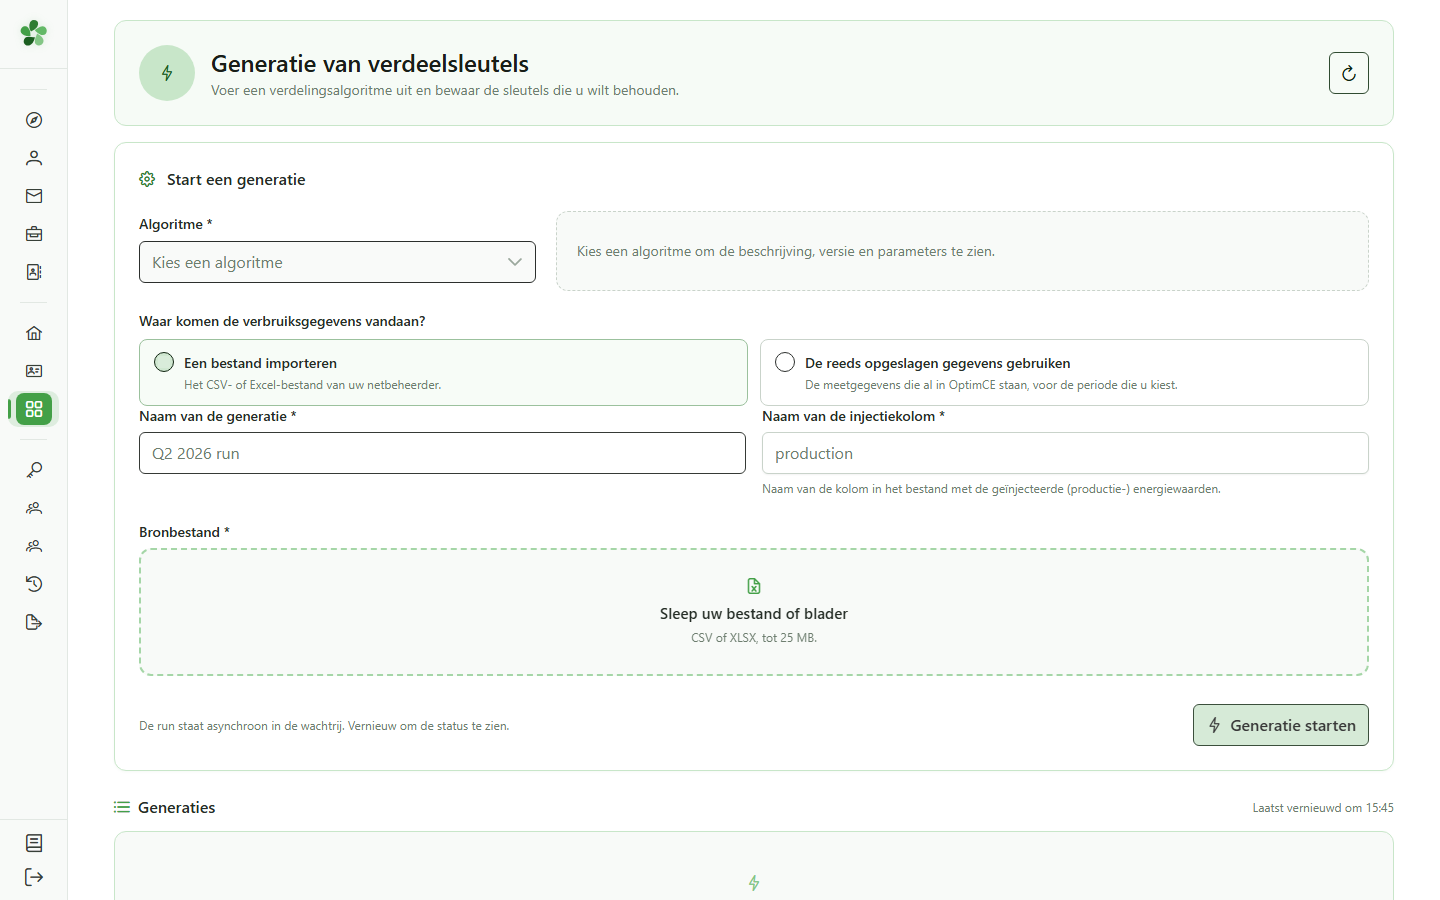 Generatie van verdeelsleutels
Voer een verdelingsalgoritme uit en bewaar de sleutels die u wilt behouden.
Start een generatie
Algoritme *
Kies een algoritme
Kies een algoritme om de beschrijving, versie en parameters te zien.
Waar komen de verbruiksgegevens vandaan?
Een bestand importeren
Het CSV- of Excel-bestand van uw netbeheerder.
De reeds opgeslagen gegevens gebruiken
De meetgegevens die al in OptimCE staan, voor de periode die u kiest.
Naam van de generatie *
Q2 2026 run
Naam van de injectiekolom *
production
Naam van de kolom in het bestand met de geïnjecteerde (productie-) energiewaarden.
Bronbestand *
Sleep uw bestand of blader
CSV of XLSX, tot 25 MB.
De run staat asynchroon in de wachtrij. Vernieuw om de status te zien.
Generatie starten
Generaties
Laatst vernieuwd om 15:45